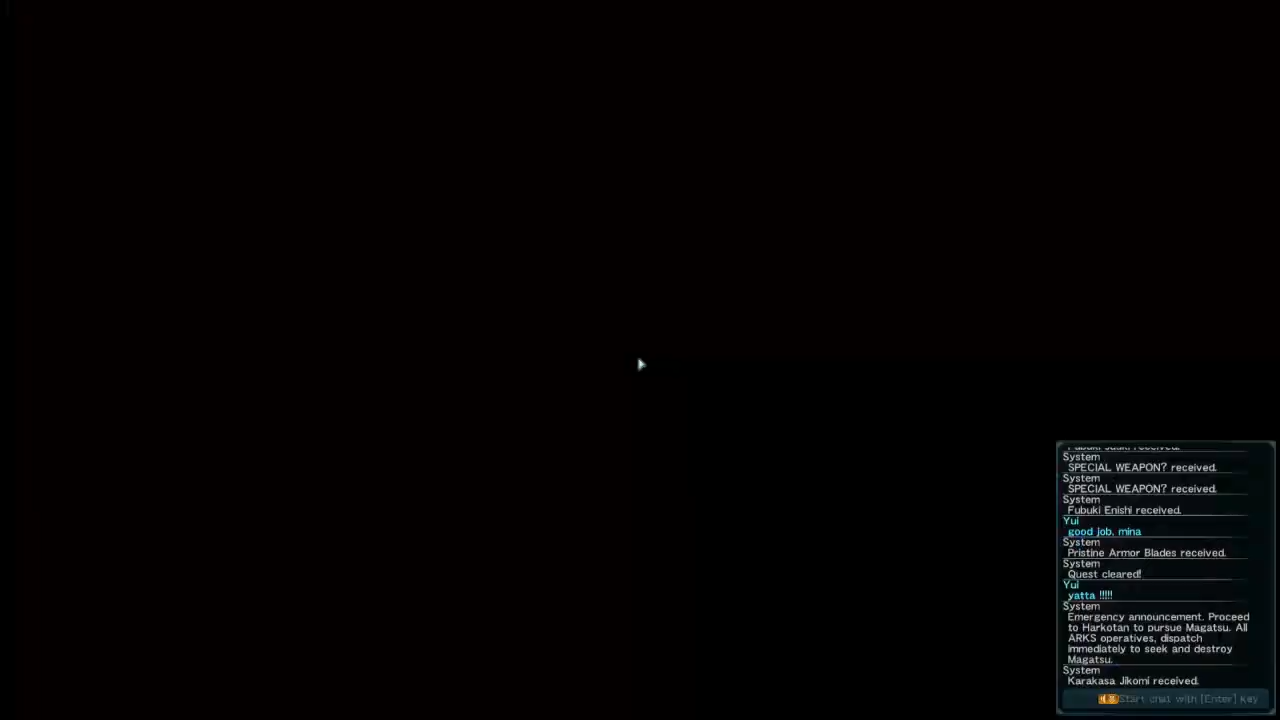 System
SPECIAL WEAPON? received.
System
SPECIAL WEAPON? received.
System
Fubuki Enishi received.
Yui
good job, mina
System
Pristine Armor Blades received.
System
Quest cleared!
Yui
yatta !!!!!
System
Emergency announcement. Proceed
to Harkotan to pursue Magatsu. All
ARKS operatives, dispatch
immediately to seek and destroy
Magatsu.
System
Karakasa Jikomi received.
Start chat with [Enter] key